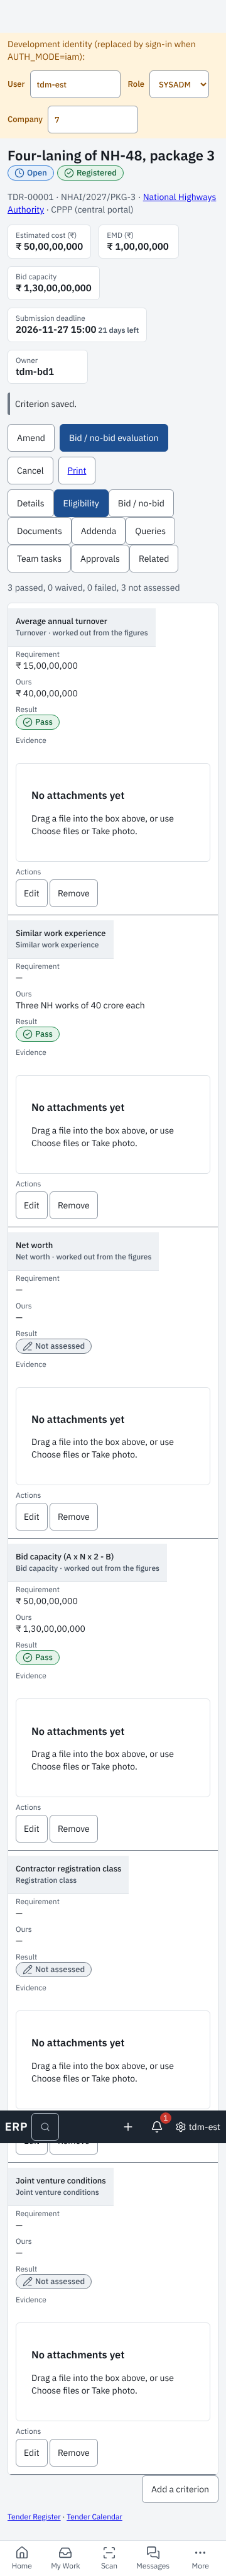 Development identity (replaced by sign-in when
AUTH_MODE=iam):
User tdm-est Role SYSADM
Company 7
Four-laning of NH-48, package 3
Open Registered
TDR-00001 · NHAI/2027/PKG-3 · National Highways
Authority · CPPP (central portal)
Estimated cost (₹)
₹ 50,00,00,000
EMD (₹)
₹ 1,00,00,000
Bid capacity
₹ 1,30,00,00,000
Submission deadline
2026-11-27 15:00 21 days left
Owner
tdm-bd1
Criterion saved.
Amend Bid / no-bid evaluation
Cancel Print
Details Eligibility Bid / no-bid
Documents Addenda Queries
Team tasks Approvals Related
3 passed, 0 waived, 0 failed, 3 not assessed
Average annual turnover
Turnover · worked out from the figures
Requirement
₹ 15,00,00,000
Ours
₹ 40,00,00,000
Result
Pass
Evidence
No attachments yet
Drag a file into the box above, or use
Choose files or Take photo.
Actions
Edit Remove
Similar work experience
Similar work experience
Requirement
—
Ours
Three NH works of 40 crore each
Result
Pass
Evidence
No attachments yet
Drag a file into the box above, or use
Choose files or Take photo.
Actions
Edit Remove
Net worth
Net worth · worked out from the figures
Requirement
—
Ours
—
Result
Not assessed
Evidence
No attachments yet
Drag a file into the box above, or use
Choose files or Take photo.
Actions
Edit Remove
Bid capacity (A x N x 2 - B)
Bid capacity · worked out from the figures
Requirement
₹ 50,00,00,000
Ours
₹ 1,30,00,00,000
Result
Pass
Evidence
No attachments yet
Drag a file into the box above, or use
Choose files or Take photo.
Actions
Edit Remove
Contractor registration class
Registration class
Requirement
—
Ours
—
Result
Not assessed
Evidence
No attachments yet
Drag a file into the box above, or use
Choose files or Take photo.
ERP 1 tdm-est
Joint venture conditions
Joint venture conditions
Requirement
—
Ours
—
Result
Not assessed
Evidence
No attachments yet
Drag a file into the box above, or use
Choose files or Take photo.
Actions
Edit Remove
Add a criterion
Tender Register · Tender Calendar
Home My Work Scan Messages More